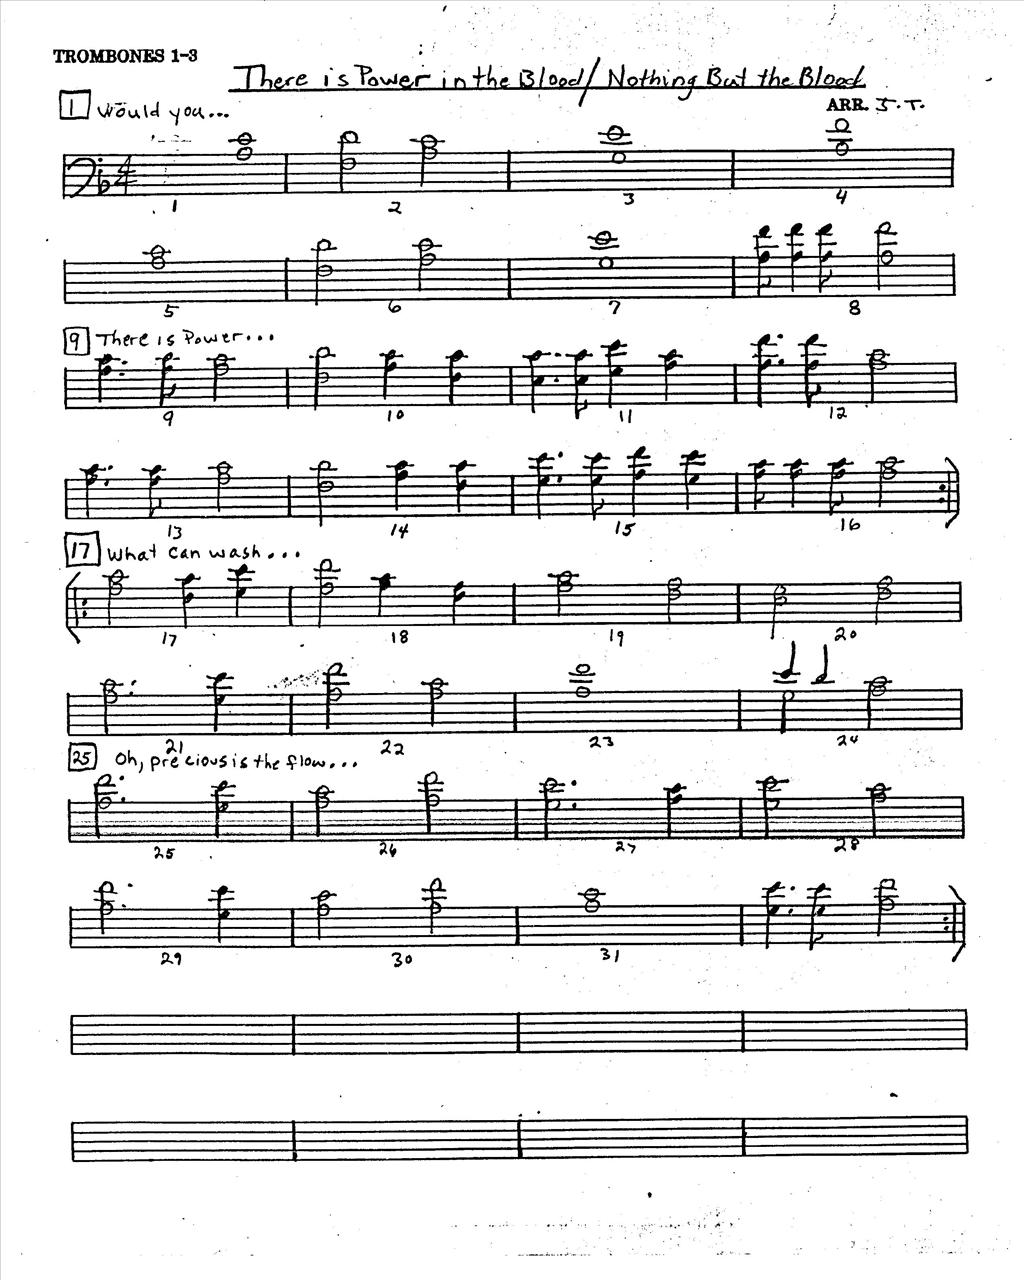 TROMBONES 1-3
There is Power in the Blood/Nothing But the Blood
1 Would you...
ARR. J.T.
4
4
1 2 3 4
5 6 7 8
9 There is Power...
9 10 11 12
13 14 15 16
17 What can wash...
17 18 19 20
21 22 23 24
25 Oh, precious is the flow...
25 26 27 28
29 30 31